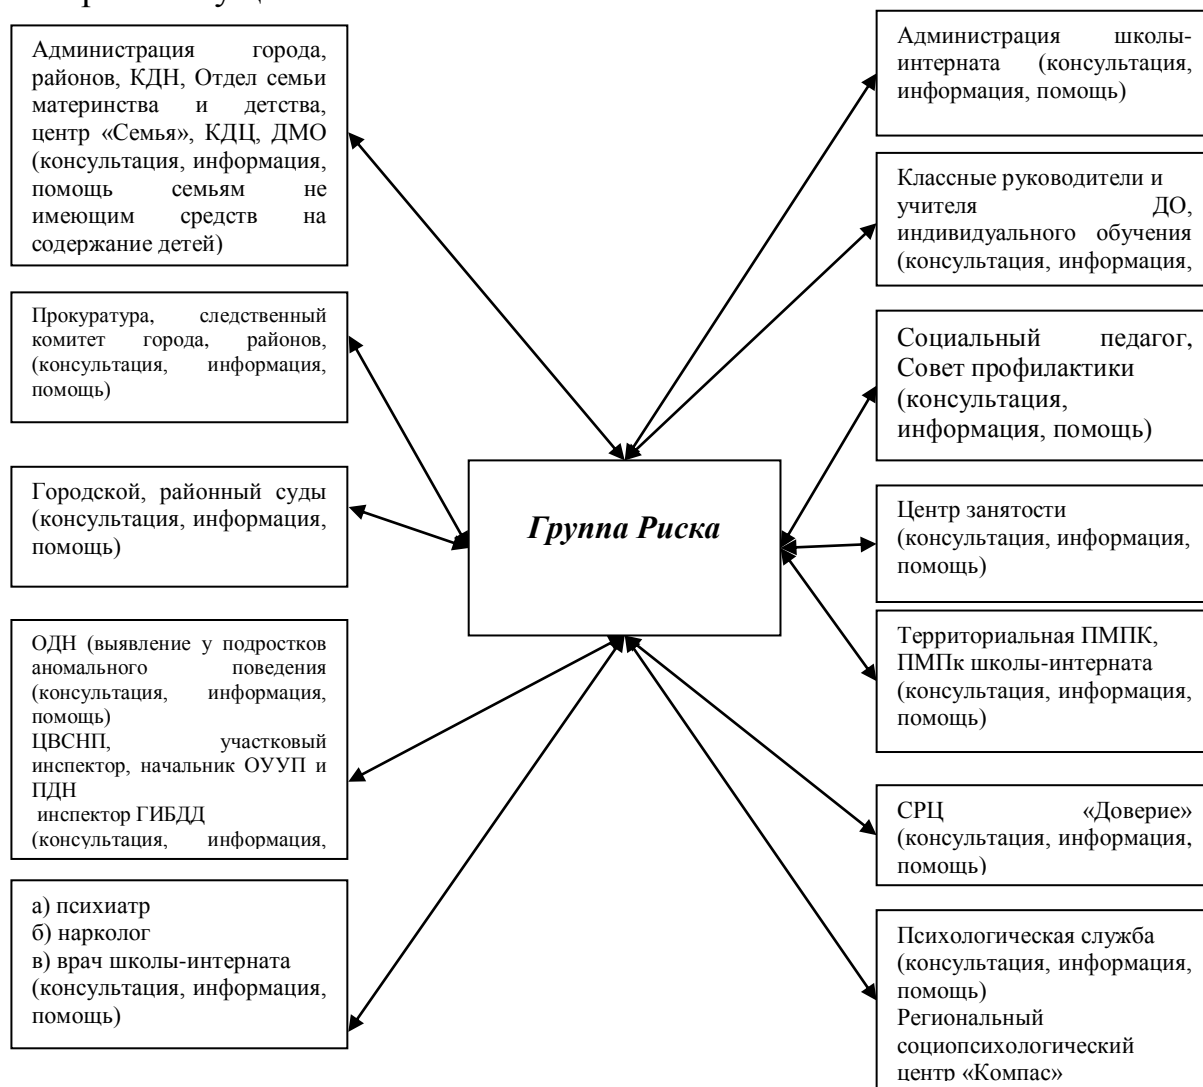 Администрация города,
районов, КДН, Отдел семьи
материнства и детства,
центр «Семья», КДЦ, ДМО
(консультация, информация,
помощь семьям не
имеющим средств на
содержание детей)
Прокуратура, следственный
комитет города, районов,
(консультация, информация,
помощь)
Городской, районный суды
(консультация, информация,
помощь)
ОДН (выявление у подростков
аномального поведения
(консультация, информация,
помощь)
ЦВСНП, участковый
инспектор, начальник ОУУП и
ПДН
инспектор ГИБДД
(консультация, информация,
а) психиатр
б) нарколог
в) врач школы-интерната
(консультация, информация,
помощь)
Группа Риска
Администрация школы-
интерната (консультация,
информация, помощь)
Классные руководители и
учителя ДО,
индивидуального обучения
(консультация, информация,
Социальный педагог,
Совет профилактики
(консультация,
информация, помощь)
Центр занятости
(консультация, информация,
помощь)
Территориальная ПМПК,
ПМПк школы-интерната
(консультация, информация,
помощь)
СРЦ «Доверие»
(консультация, информация,
помощь)
Психологическая служба
(консультация, информация,
помощь)
Региональный
социопсихологический
центр «Компас»